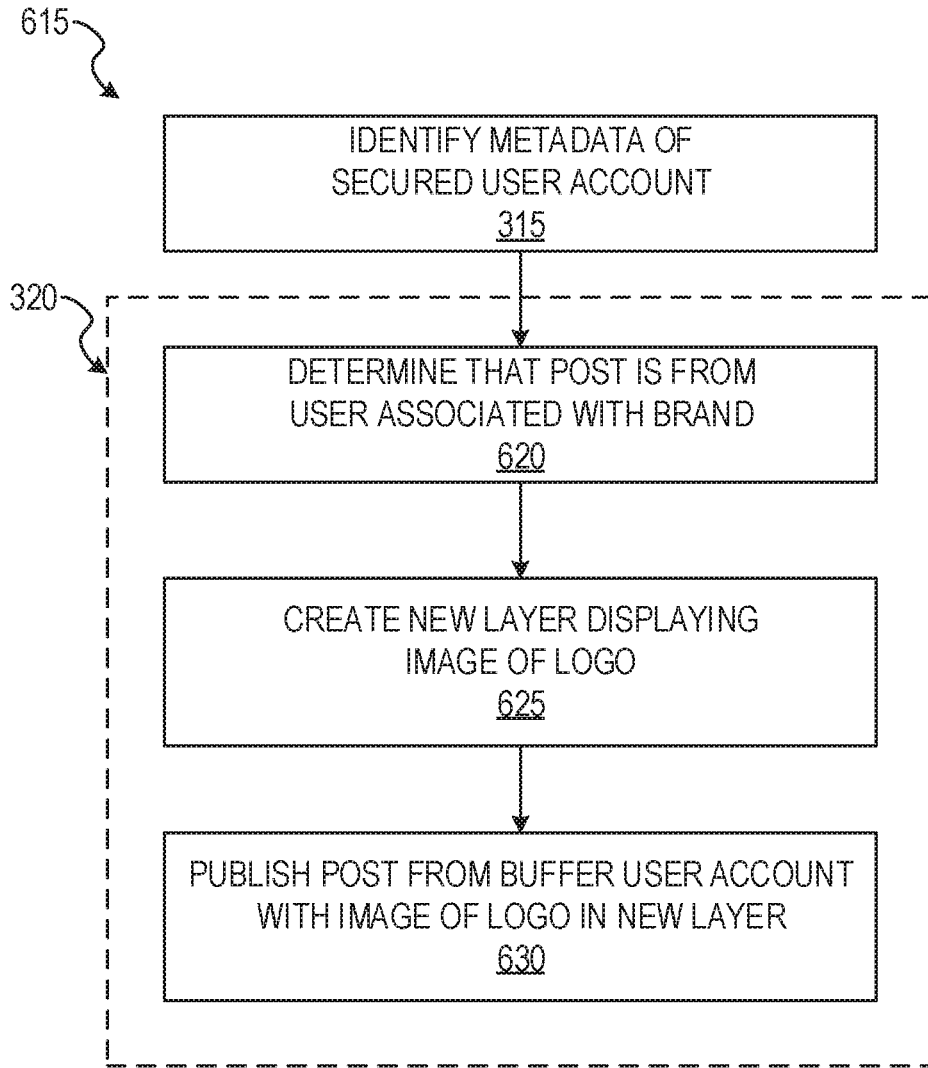 615
IDENTIFY METADATA OF
SECURED USER ACCOUNT
315
320
DETERMINE THAT POST IS FROM
USER ASSOCIATED WITH BRAND
620
CREATE NEW LAYER DISPLAYING
IMAGE OF LOGO
625
PUBLISH POST FROM BUFFER USER ACCOUNT
WITH IMAGE OF LOGO IN NEW LAYER
630